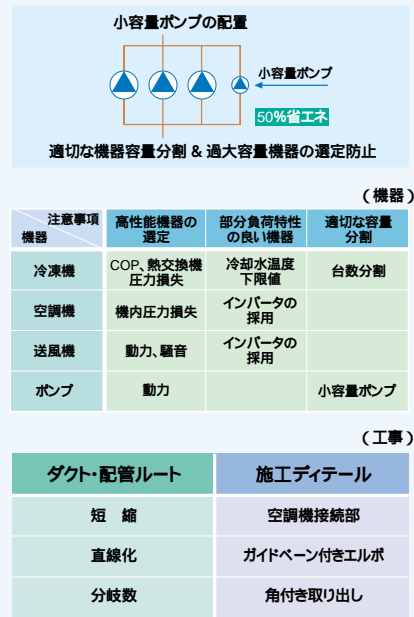 小容量ポンプの配置
小容量ポンプ
50%省エネ
適切な機器容量分割 & 過大容量機器の選定防止
(機器)
注意事項
機器
高性能機器の
選定
部分負荷特性
の良い機器
適切な容量
分割
冷凍機
COP、熱交換機
圧力損失
冷却水温度
下限値
台数分割
空調機
機内圧力損失
インバータの
採用
送風機
動力、騒音
インバータの
採用
ポンプ
動力
小容量ポンプ
(工事)
ダクト・配管ルート
施工ディテール
短 縮
空調機接続部
直線化
ガイドベーン付きエルボ
分岐数
角付き取り出し